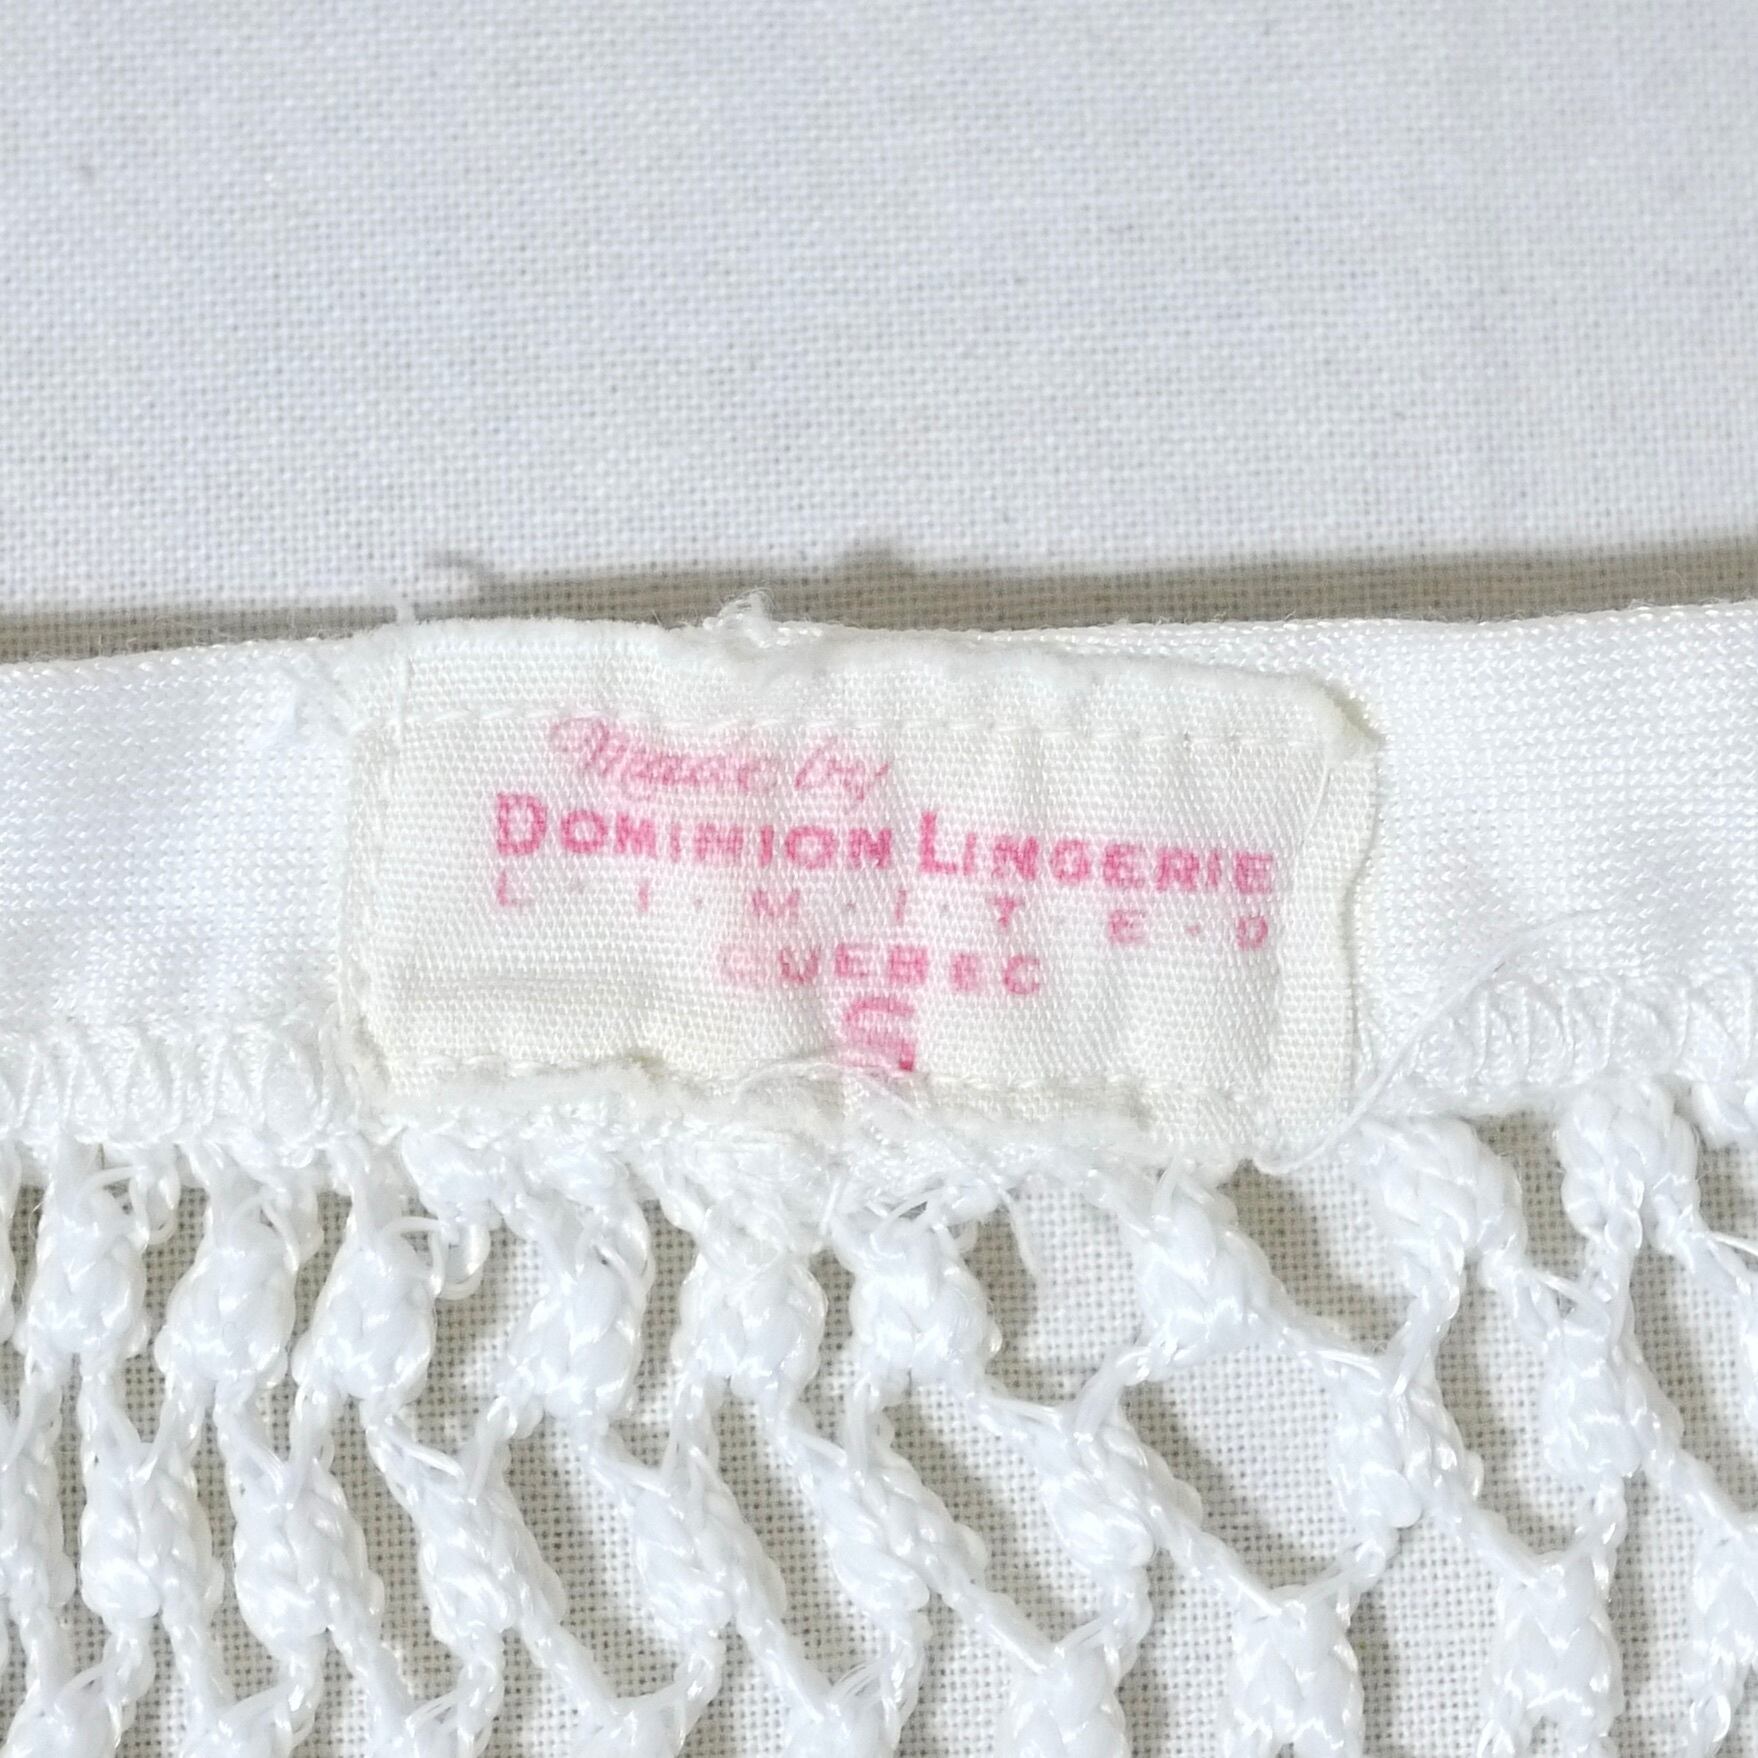 Made by
DOMINION LINGERIE
L · I · M · I · T · E · D
QUEBEC